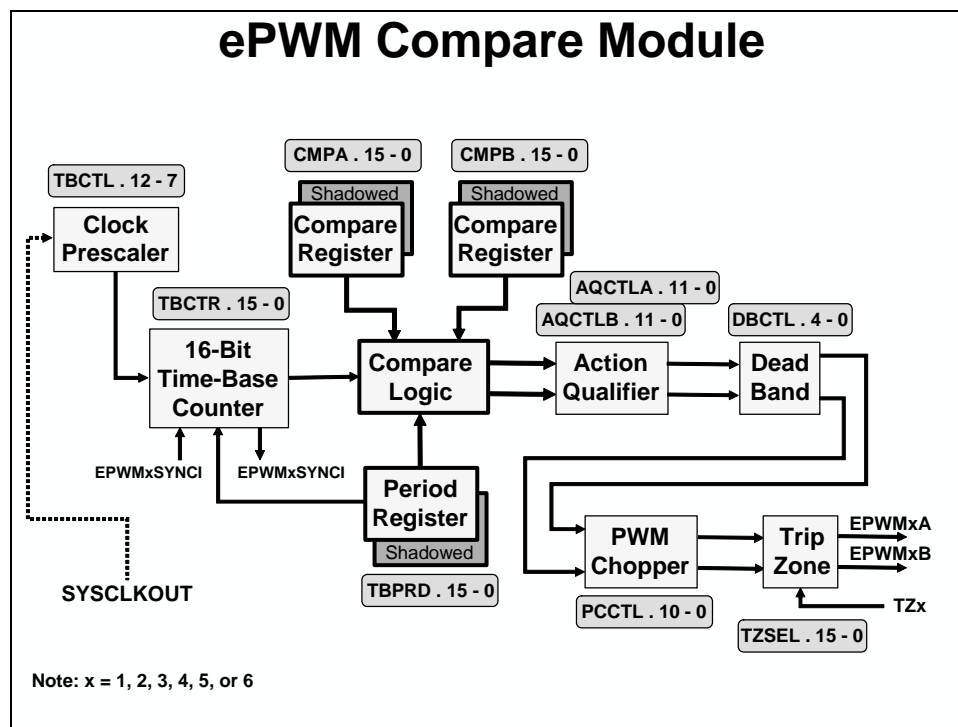 ePWM Compare Module
CMPA . 15 - 0
CMPB . 15 - 0
TBCTL . 12 - 7
Shadowed
Shadowed
Clock
Prescaler
Compare
Register
Compare
Register
AQCTLA . 11 - 0
TBCTR . 15 - 0
AQCTLB . 11 - 0
DBCTL . 4 - 0
16-Bit
Time-Base
Counter
Compare
Logic
Action
Qualifier
Dead
Band
EPWMxSYNCI
EPWMxSYNCI
Period
Register
Shadowed
TBPRD . 15 - 0
SYSCLKOUT
PWM
Chopper
Trip
Zone
EPWMxA
EPWMxB
PCCTL . 10 - 0
TZx
TZSEL . 15 - 0
Note: x = 1, 2, 3, 4, 5, or 6